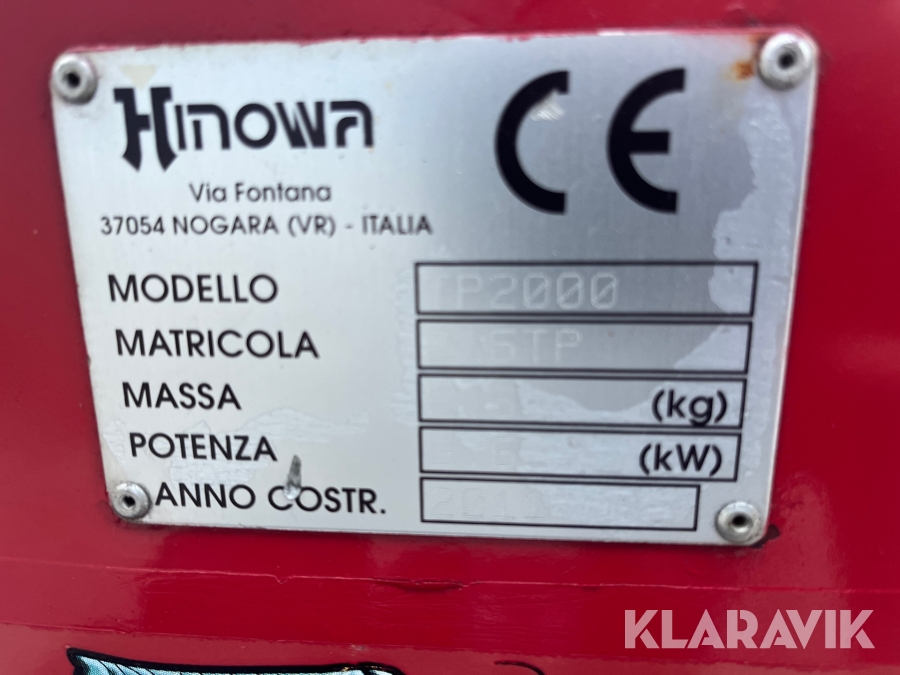 HINOWA
CE
Via Fontana
37054 NOGARA (VR) - ITALIA
MODELLO TP2000
MATRICOLA
MASSA (kg)
POTENZA (kW)
ANNO COSTR.
KLARAVIK